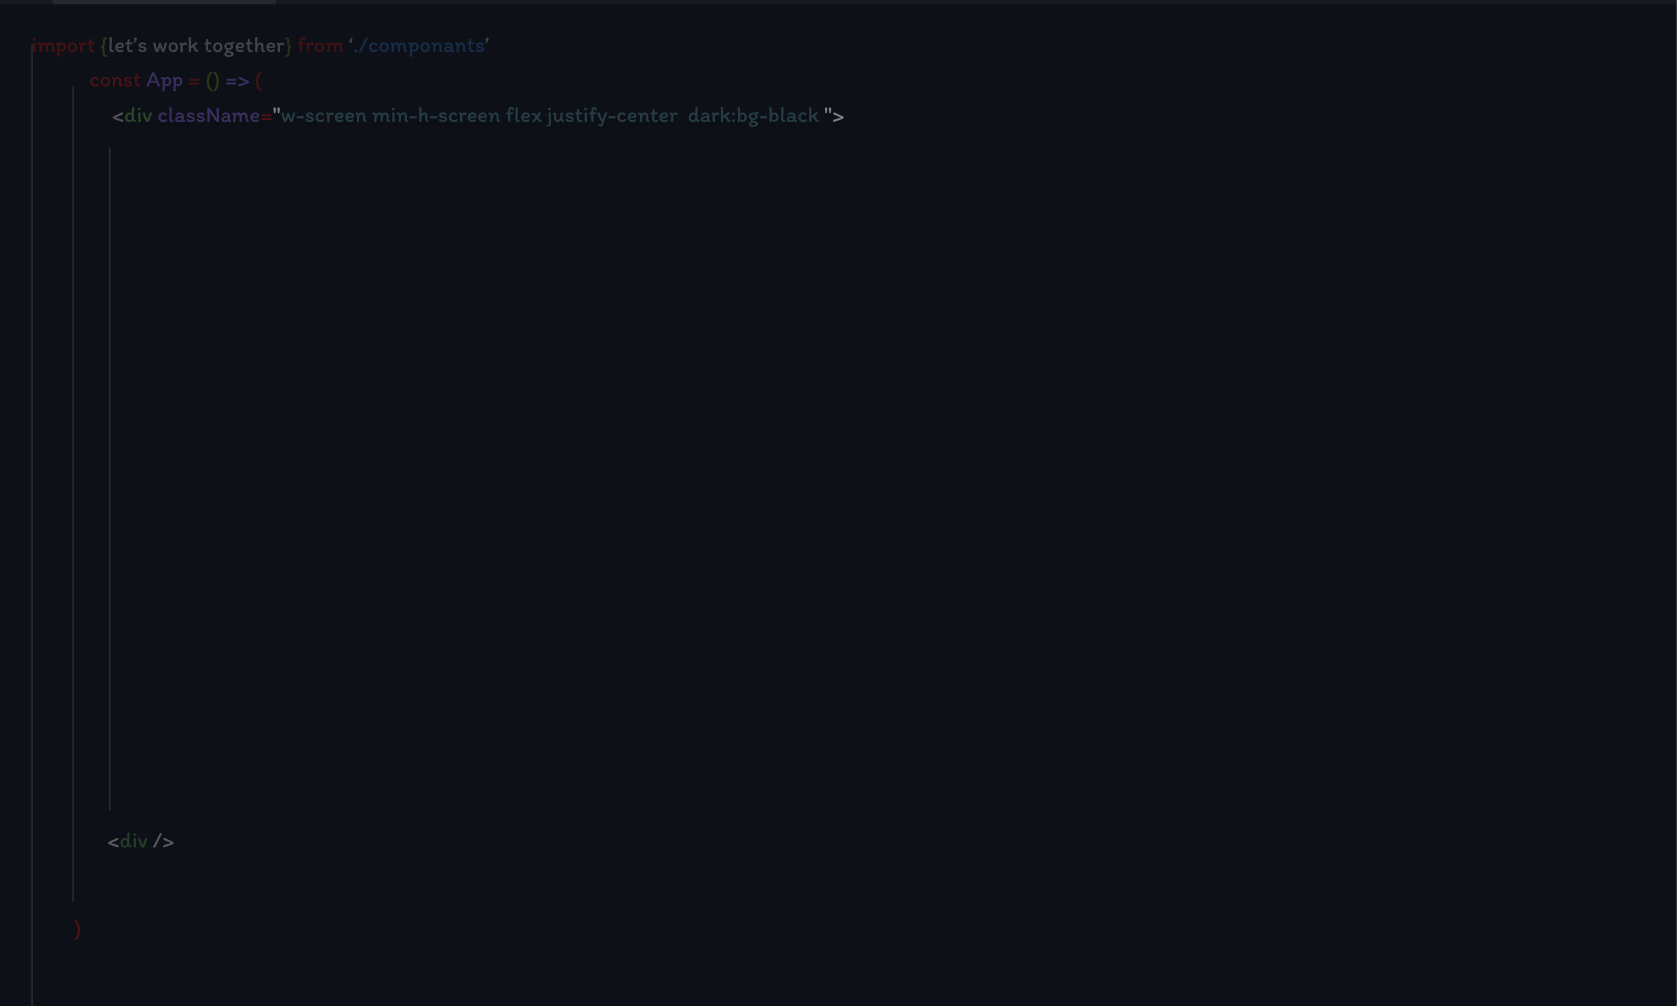 import {let’s work together} from ‘./componants’
const App = () => (
<div className="w-screen min-h-screen flex justify-center  dark:bg-black ">
<div />
)